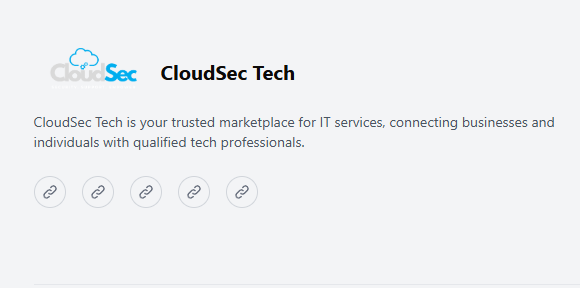 CloudSec
CloudSec Tech
CloudSec Tech is your trusted marketplace for IT services, connecting businesses and
individuals with qualified tech professionals.